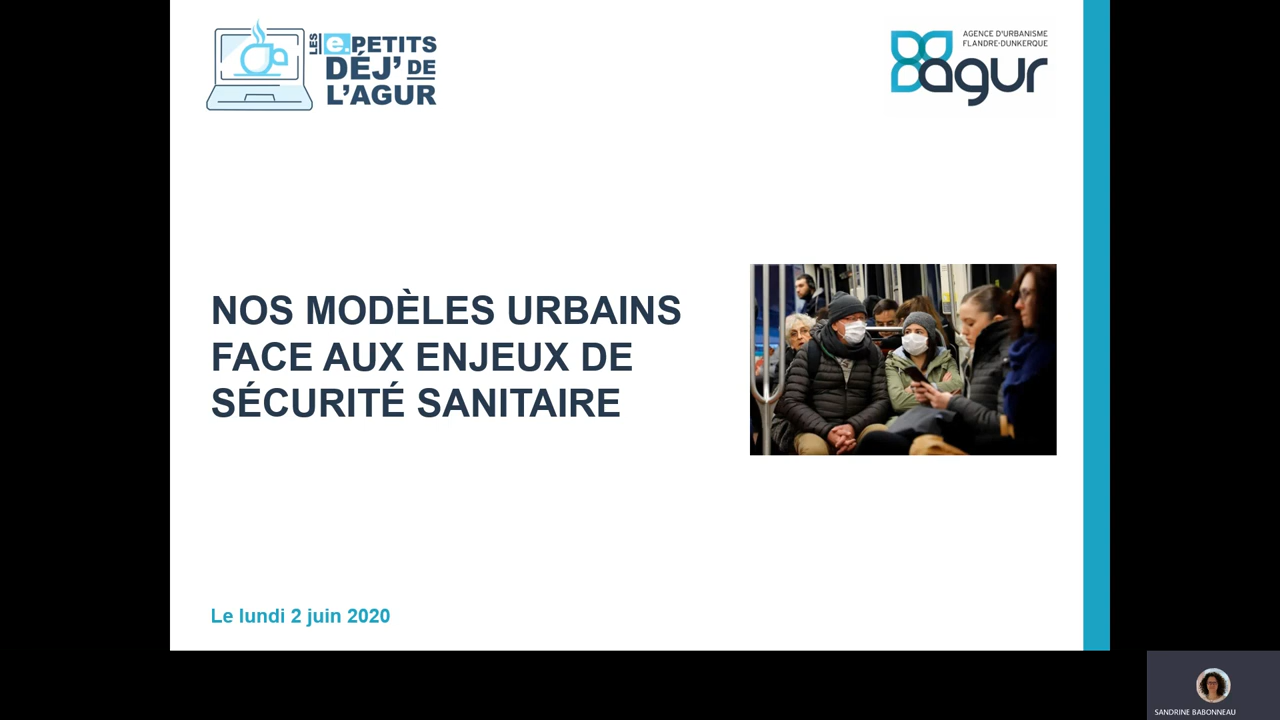 LES e.PETITS
DÉJ' DE
L'AGUR
AGENCE D'URBANISME
FLANDRE-DUNKERQUE
agur
NOS MODÈLES URBAINS
FACE AUX ENJEUX DE
SÉCURITÉ SANITAIRE
Le lundi 2 juin 2020
SANDRINE BABONNEAU